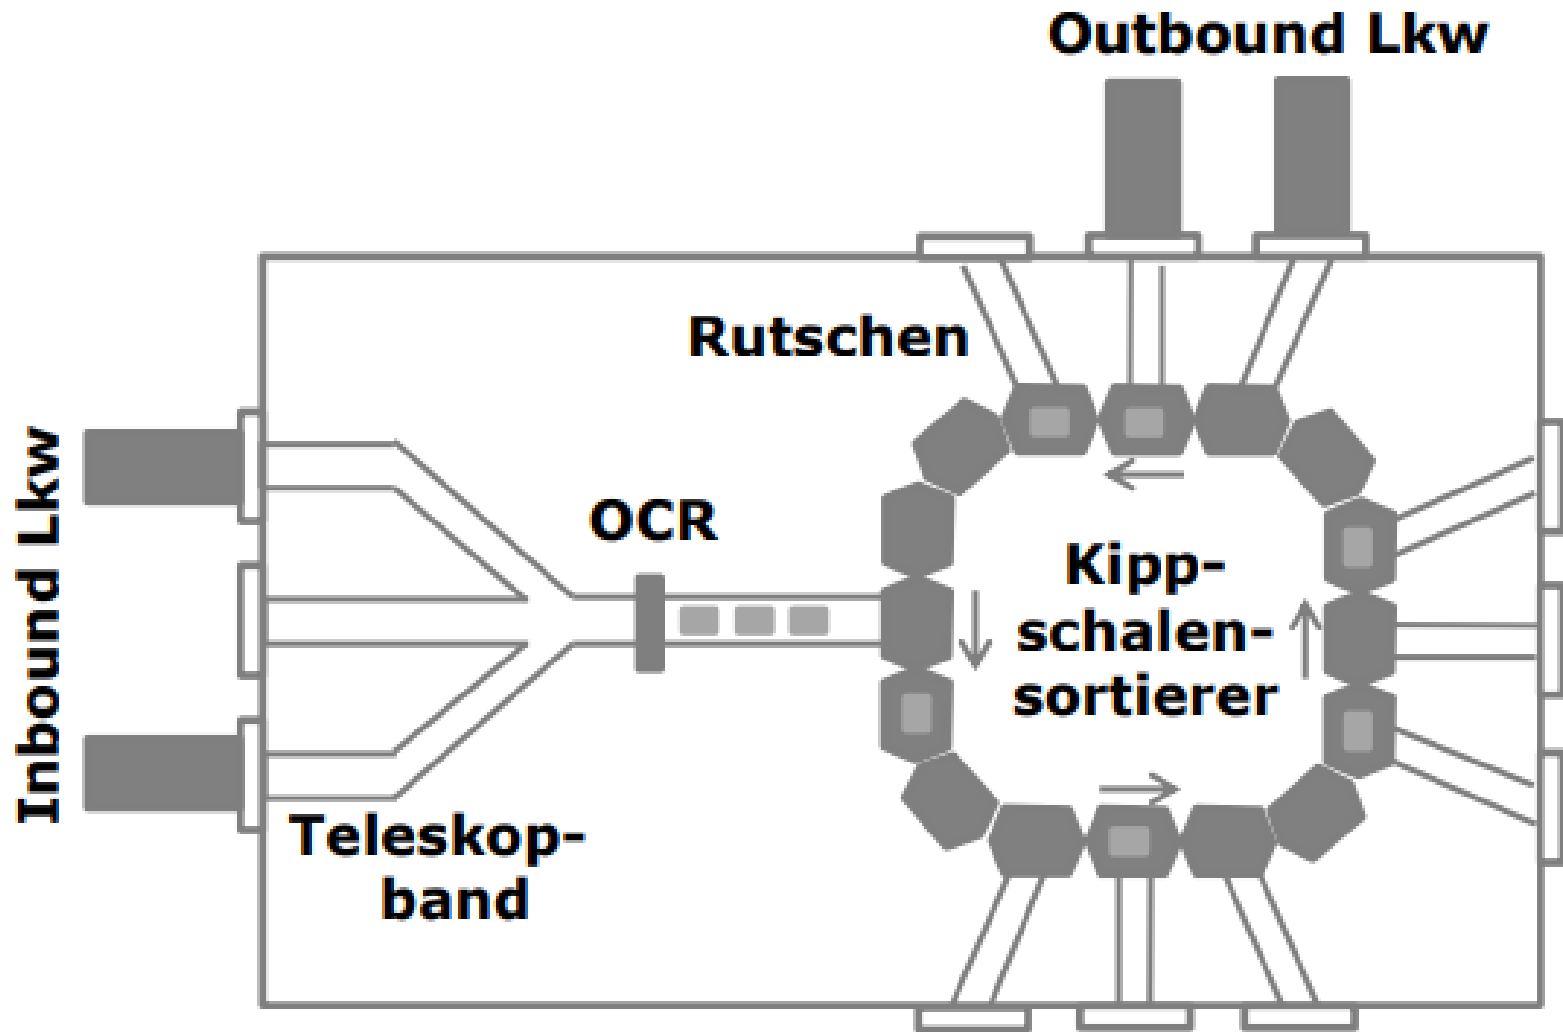 Outbound Lkw
Rutschen
Inbound Lkw
OCR
Kipp-
schalen-
sortierer
Teleskop-
band